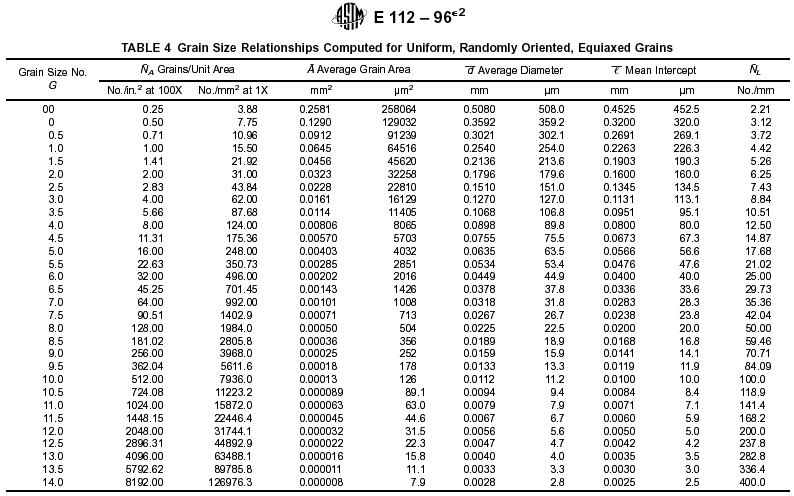 ASTM E 112 – 96ϵ2
TABLE 4 Grain Size Relationships Computed for Uniform, Randomly Oriented, Equiaxed Grains
Grain Size No. G N̄A Grains/Unit Area Ā Average Grain Area d̄ Average Diameter ℓ̄ Mean Intercept N̄L
No./in.² at 100X No./mm² at 1X mm² µm² mm µm mm µm No./mm
00 0.25 3.88 0.2581 258064 0.5080 508.0 0.4525 452.5 2.21
0 0.50 7.75 0.1290 129032 0.3592 359.2 0.3200 320.0 3.12
0.5 0.71 10.96 0.0912 91239 0.3021 302.1 0.2691 269.1 3.72
1.0 1.00 15.50 0.0645 64516 0.2540 254.0 0.2263 226.3 4.42
1.5 1.41 21.92 0.0456 45620 0.2136 213.6 0.1903 190.3 5.26
2.0 2.00 31.00 0.0323 32258 0.1796 179.6 0.1600 160.0 6.25
2.5 2.83 43.84 0.0228 22810 0.1510 151.0 0.1345 134.5 7.43
3.0 4.00 62.00 0.0161 16129 0.1270 127.0 0.1131 113.1 8.84
3.5 5.66 87.68 0.0114 11405 0.1068 106.8 0.0951 95.1 10.51
4.0 8.00 124.00 0.00806 8065 0.0898 89.8 0.0800 80.0 12.50
4.5 11.31 175.36 0.00570 5703 0.0755 75.5 0.0673 67.3 14.87
5.0 16.00 248.00 0.00403 4032 0.0635 63.5 0.0566 56.6 17.68
5.5 22.63 350.73 0.00285 2851 0.0534 53.4 0.0476 47.6 21.02
6.0 32.00 496.00 0.00202 2016 0.0449 44.9 0.0400 40.0 25.00
6.5 45.25 701.45 0.00143 1426 0.0378 37.8 0.0336 33.6 29.73
7.0 64.00 992.00 0.00101 1008 0.0318 31.8 0.0283 28.3 35.36
7.5 90.51 1402.9 0.00071 713 0.0267 26.7 0.0238 23.8 42.04
8.0 128.00 1984.0 0.00050 504 0.0225 22.5 0.0200 20.0 50.00
8.5 181.02 2805.8 0.00036 356 0.0189 18.9 0.0168 16.8 59.46
9.0 256.00 3968.0 0.00025 252 0.0159 15.9 0.0141 14.1 70.71
9.5 362.04 5611.6 0.00018 178 0.0133 13.3 0.0119 11.9 84.09
10.0 512.00 7936.0 0.00013 126 0.0112 11.2 0.0100 10.0 100.0
10.5 724.08 11223.2 0.000089 89.1 0.0094 9.4 0.0084 8.4 118.9
11.0 1024.00 15872.0 0.000063 63.0 0.0079 7.9 0.0071 7.1 141.4
11.5 1448.15 22446.4 0.000045 44.6 0.0067 6.7 0.0060 5.9 168.2
12.0 2048.00 31744.1 0.000032 31.5 0.0056 5.6 0.0050 5.0 200.0
12.5 2896.31 44892.9 0.000022 22.3 0.0047 4.7 0.0042 4.2 237.8
13.0 4096.00 63488.1 0.000016 15.8 0.0040 4.0 0.0035 3.5 282.8
13.5 5792.62 89785.8 0.000011 11.1 0.0033 3.3 0.0030 3.0 336.4
14.0 8192.00 126976.3 0.000008 7.9 0.0028 2.8 0.0025 2.5 400.0